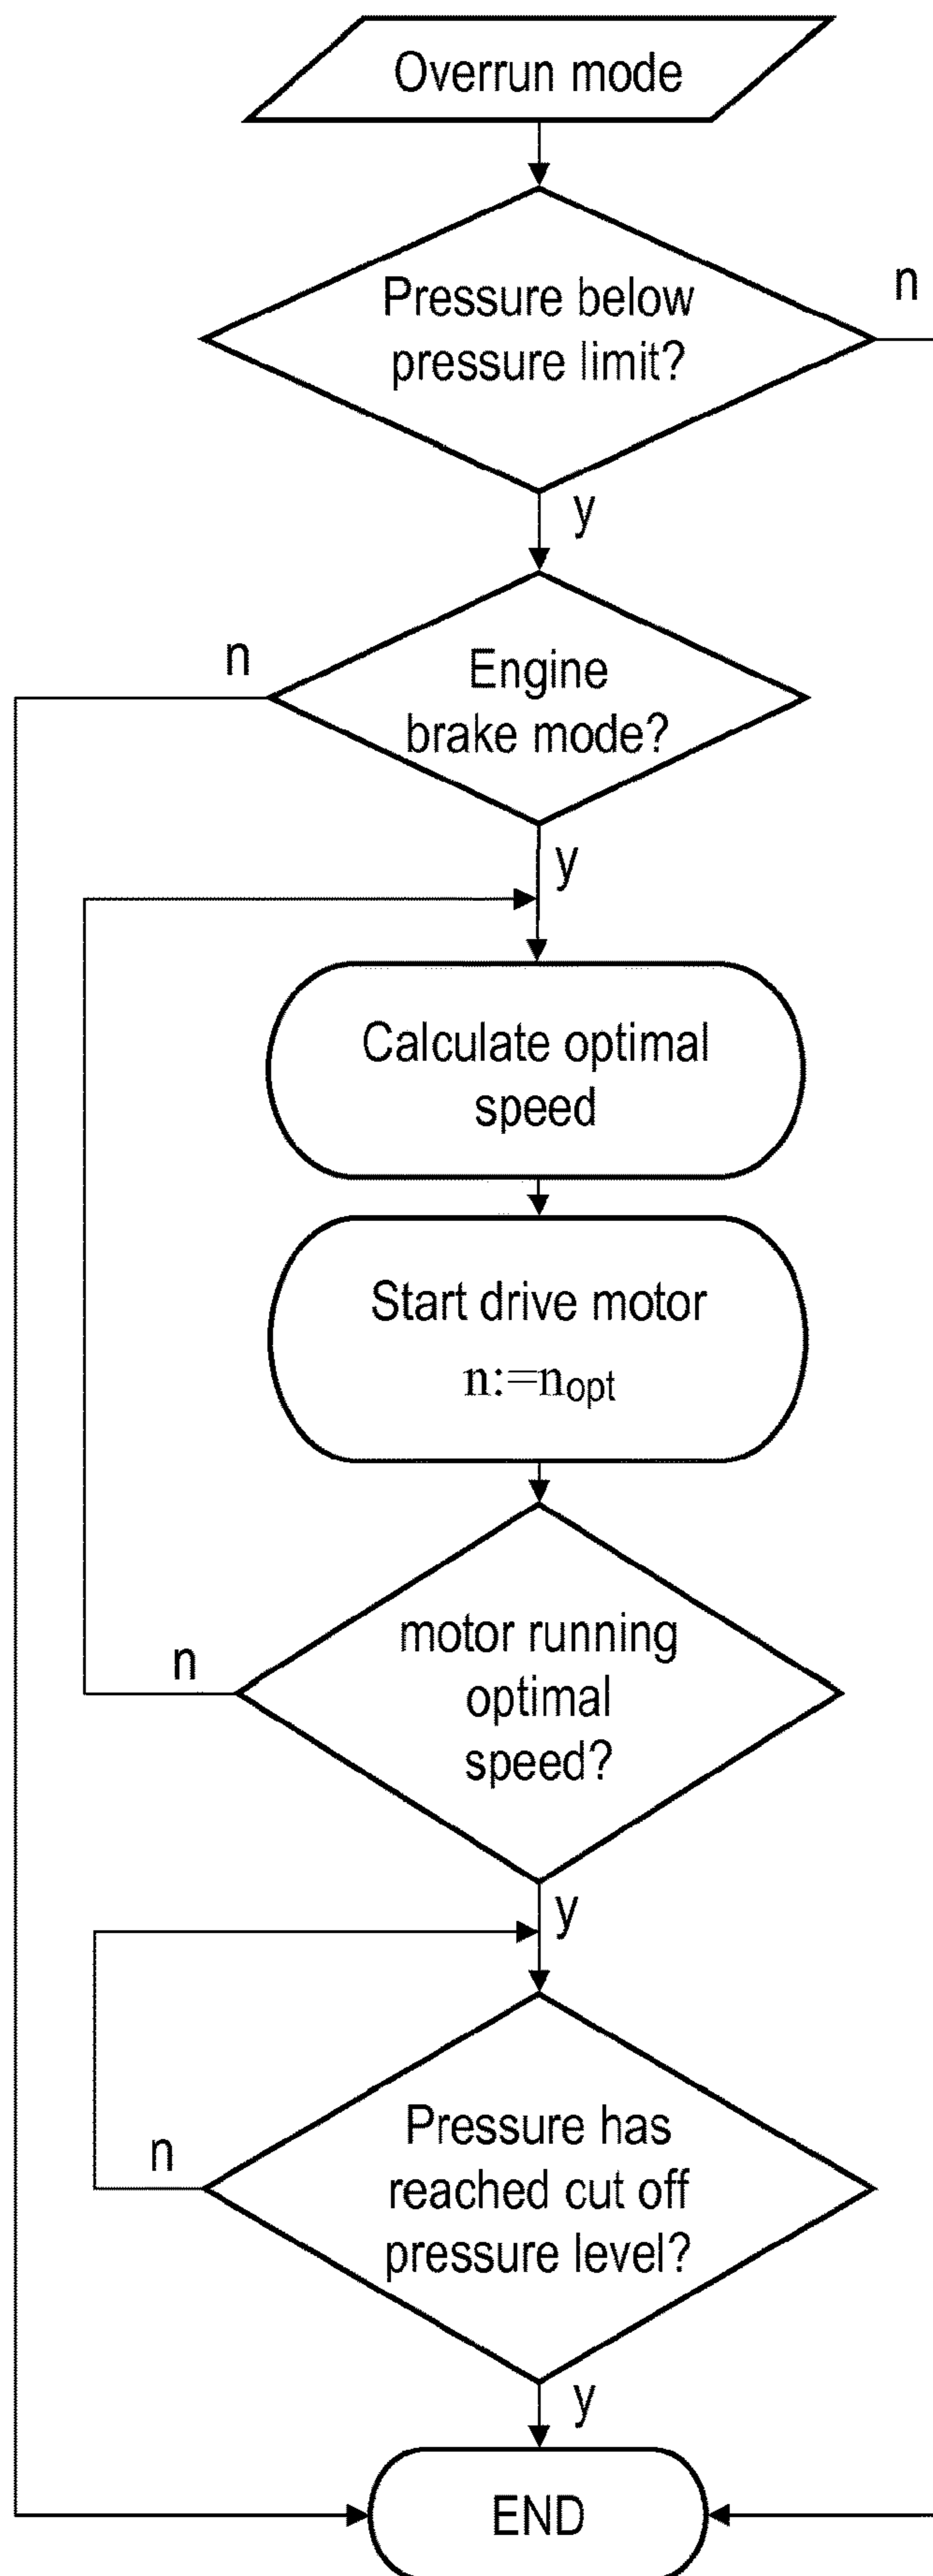 Overrun mode
Pressure below
pressure limit?
n
y
Engine
brake mode?
n
y
Calculate optimal
speed
Start drive motor
n:=nopt
motor running
optimal
speed?
n
y
Pressure has
reached cut off
pressure level?
n
y
END